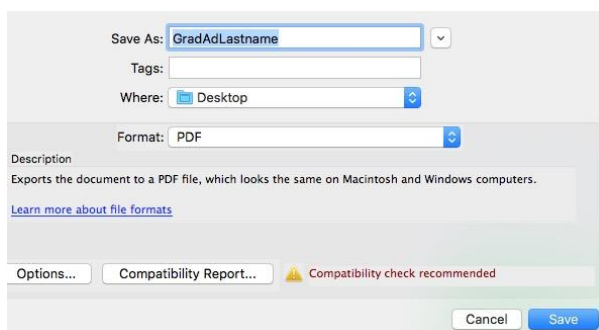 Save As: GradAdLastname
Tags:
Where: Desktop
Format: PDF
Description
Exports the document to a PDF file, which looks the same on Macintosh and Windows computers.
Learn more about file formats
Options... Compatibility Report... Compatibility check recommended
Cancel Save